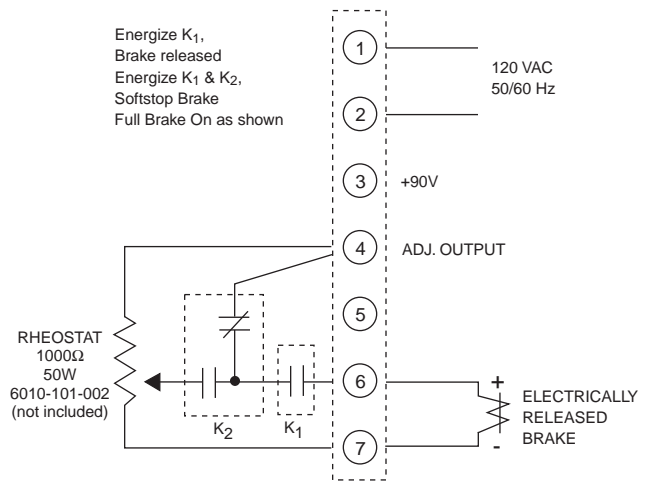 Energize K1,
Brake released
Energize K1 & K2,
Softstop Brake
Full Brake On as shown
1
120 VAC
50/60 Hz
2
3
+90V
4
ADJ. OUTPUT
5
RHEOSTAT
1000Ω
50W
6010-101-002
(not included)
K2
K1
6
7
+
-
ELECTRICALLY
RELEASED
BRAKE